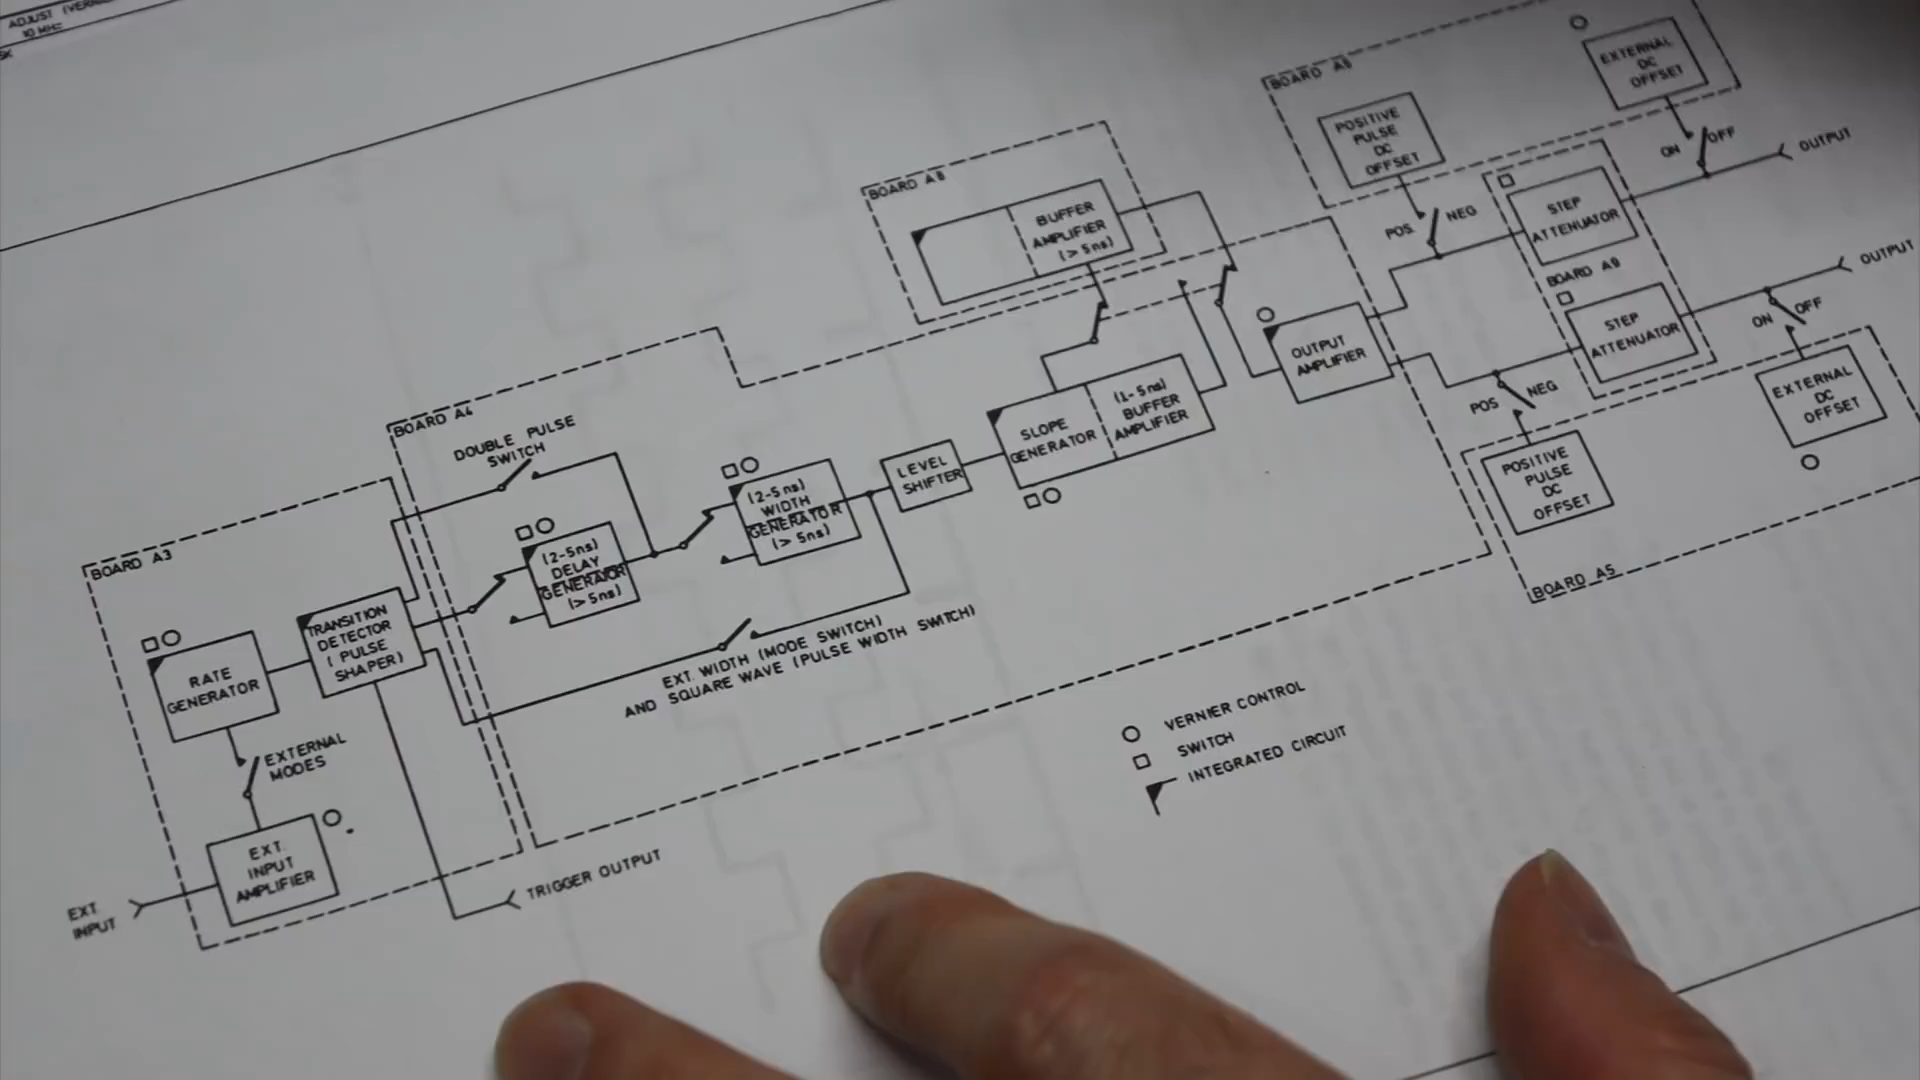 ADJUST (VERN
10 MHz
SK
BOARD A3
RATE
GENERATOR
TRANSITION
DETECTOR
( PULSE
SHAPER)
EXTERNAL
MODES
EXT.
INPUT
AMPLIFIER
EXT.
INPUT
TRIGGER OUTPUT
BOARD A4
DOUBLE PULSE
SWITCH
(2-5ns)
DELAY
GENERATOR
(> 5ns)
(2-5ns)
WIDTH
GENERATOR
(> 5ns)
EXT. WIDTH (MODE SWITCH)
AND SQUARE WAVE (PULSE WIDTH SWITCH)
LEVEL
SHIFTER
SLOPE
GENERATOR
(1-5ns)
BUFFER
AMPLIFIER
BOARD A8
BUFFER
AMPLIFIER
(> 5ns)
OUTPUT
AMPLIFIER
POSITIVE
PULSE
DC
OFFSET
POS.
NEG
EXTERNAL
DC
OFFSET
ON
OFF
OUTPUT
STEP
ATTENUATOR
BOARD A9
STEP
ATTENUATOR
OUTPUT
ON
OFF
EXTERNAL
DC
OFFSET
POS
NEG
POSITIVE
PULSE
DC
OFFSET
BOARD A5
VERNIER CONTROL
SWITCH
INTEGRATED CIRCUIT